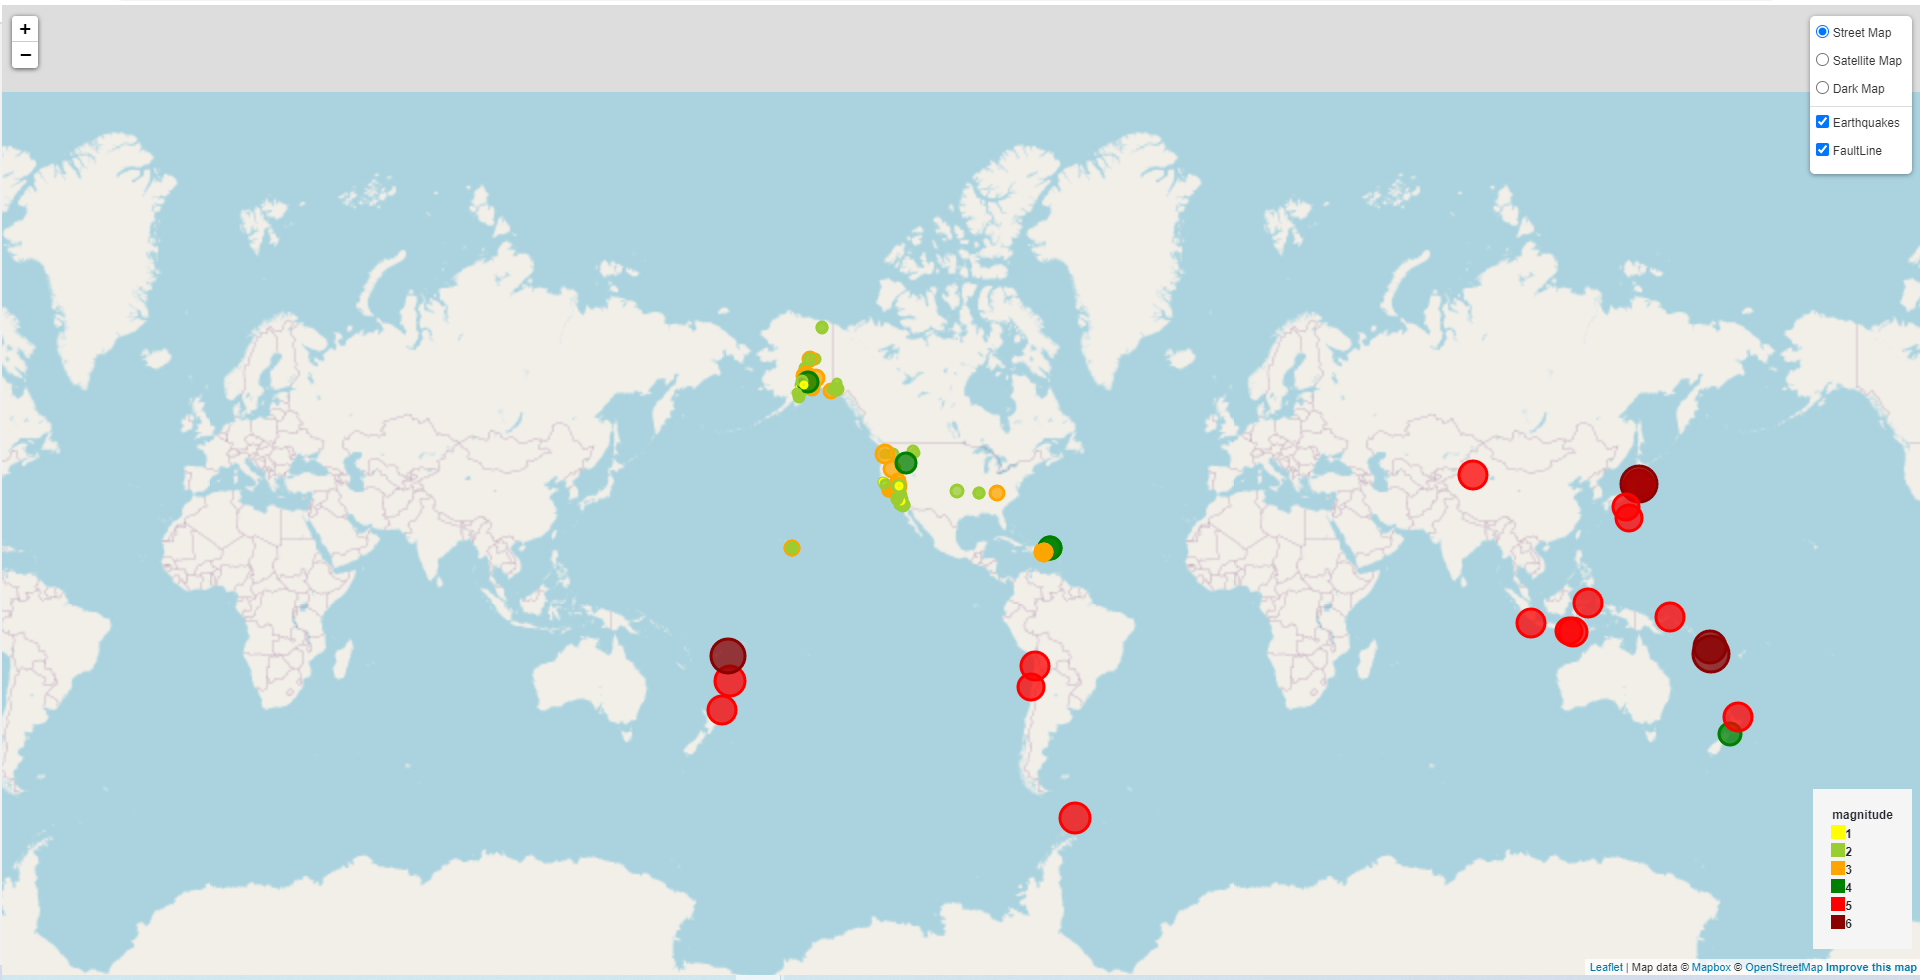 +
−
Street Map
Satellite Map
Dark Map
Earthquakes
FaultLine
magnitude
1
2
3
4
5
6
Leaflet | Map data © Mapbox © OpenStreetMap Improve this map